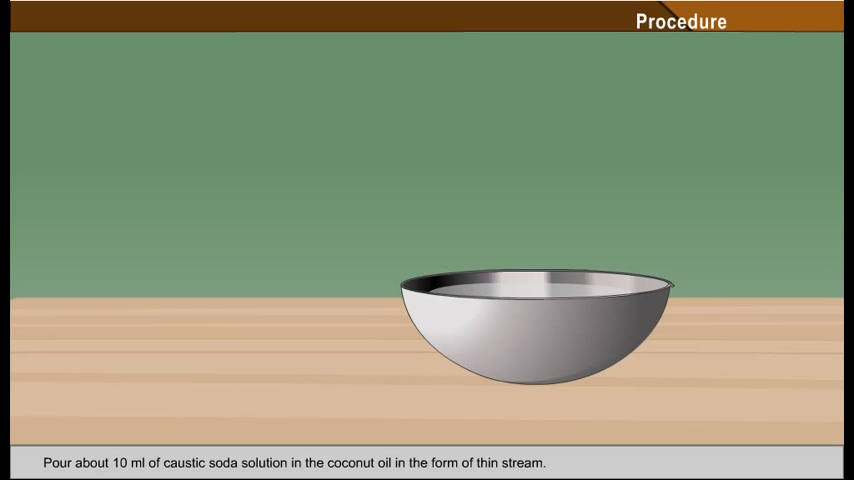 Procedure
Pour about 10 ml of caustic soda solution in the coconut oil in the form of thin stream.